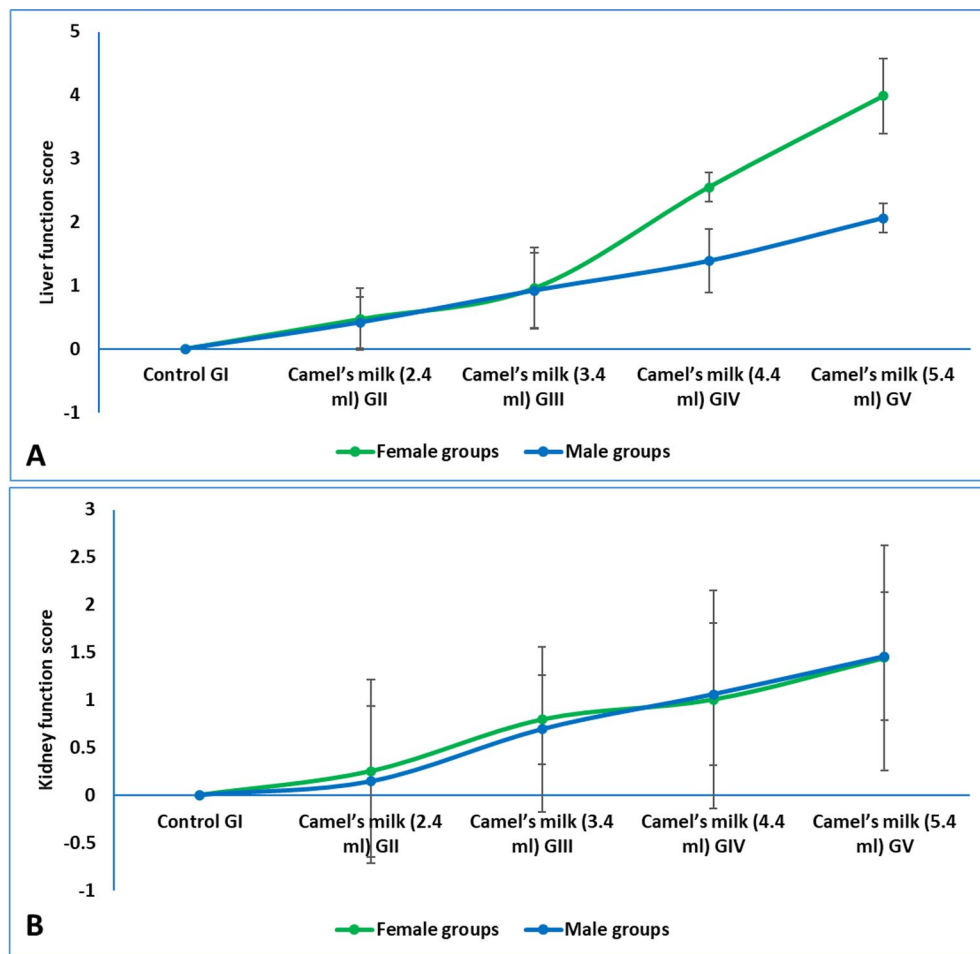 5
4
3
2
1
0
-1
Liver function score
Control GI
Camel's milk (2.4
ml) GII
Camel's milk (3.4
ml) GIII
Camel's milk (4.4
ml) GIV
Camel's milk (5.4
ml) GV
Female groups
Male groups
A
3
2.5
2
1.5
1
0.5
0
-0.5
-1
Kidney function score
Control GI
Camel's milk (2.4
ml) GII
Camel's milk (3.4
ml) GIII
Camel's milk (4.4
ml) GIV
Camel's milk (5.4
ml) GV
Female groups
Male groups
B